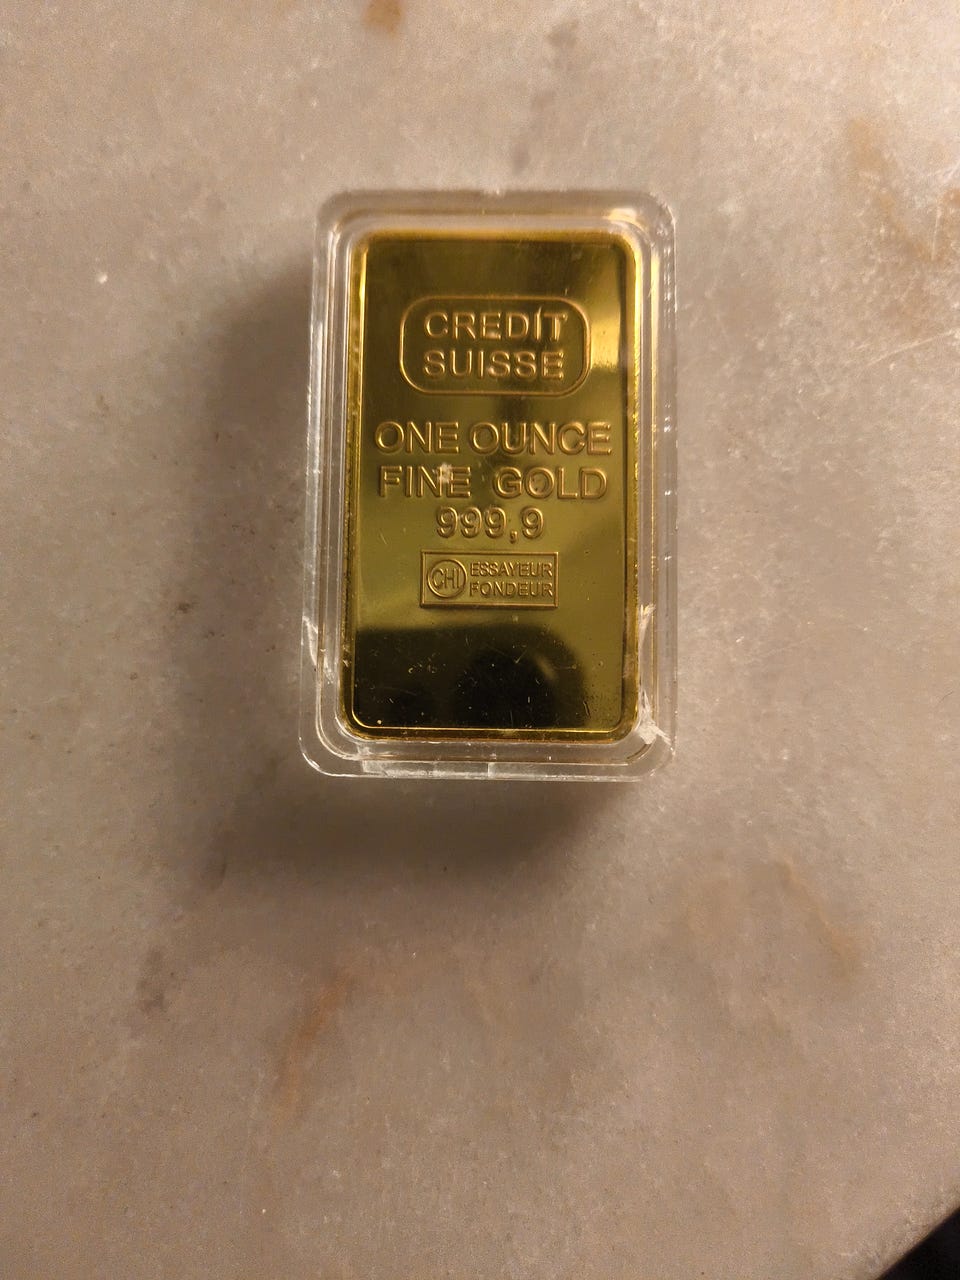 CREDIT
SUISSE
ONE OUNCE
FINE GOLD
999,9
CHI ESSAYEUR
FONDEUR